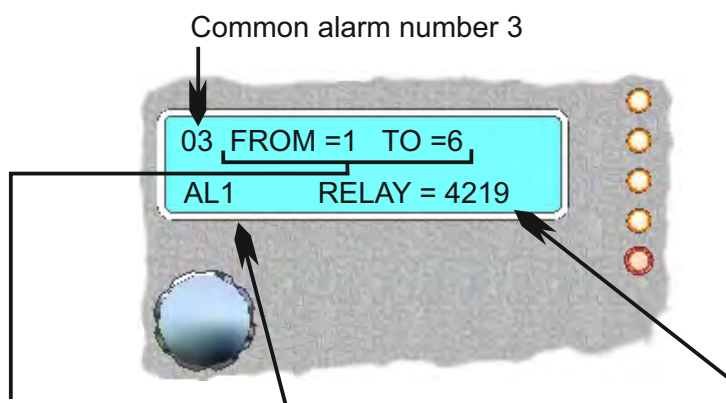 Common alarm number 3
03 FROM =1 TO =6
AL1 RELAY = 4219